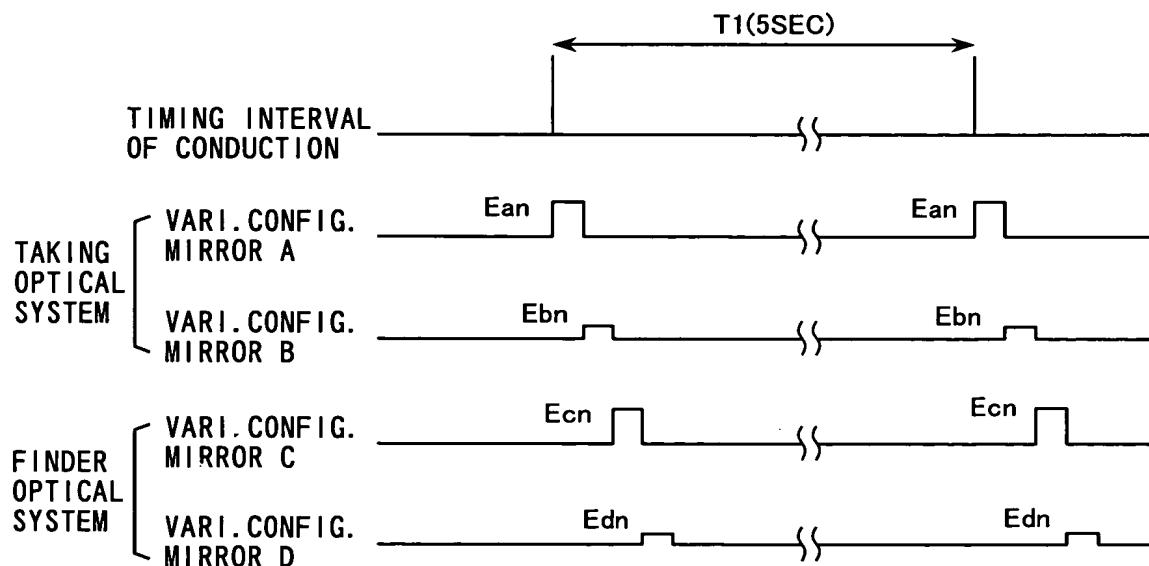 T1(5SEC)
TIMING INTERVAL
OF CONDUCTION
TAKING
OPTICAL
SYSTEM
VARI.CONFIG.
MIRROR A
Ean
Ean
VARI.CONFIG.
MIRROR B
Ebn
Ebn
FINDER
OPTICAL
SYSTEM
VARI.CONFIG.
MIRROR C
Ecn
Ecn
VARI.CONFIG.
MIRROR D
Edn
Edn